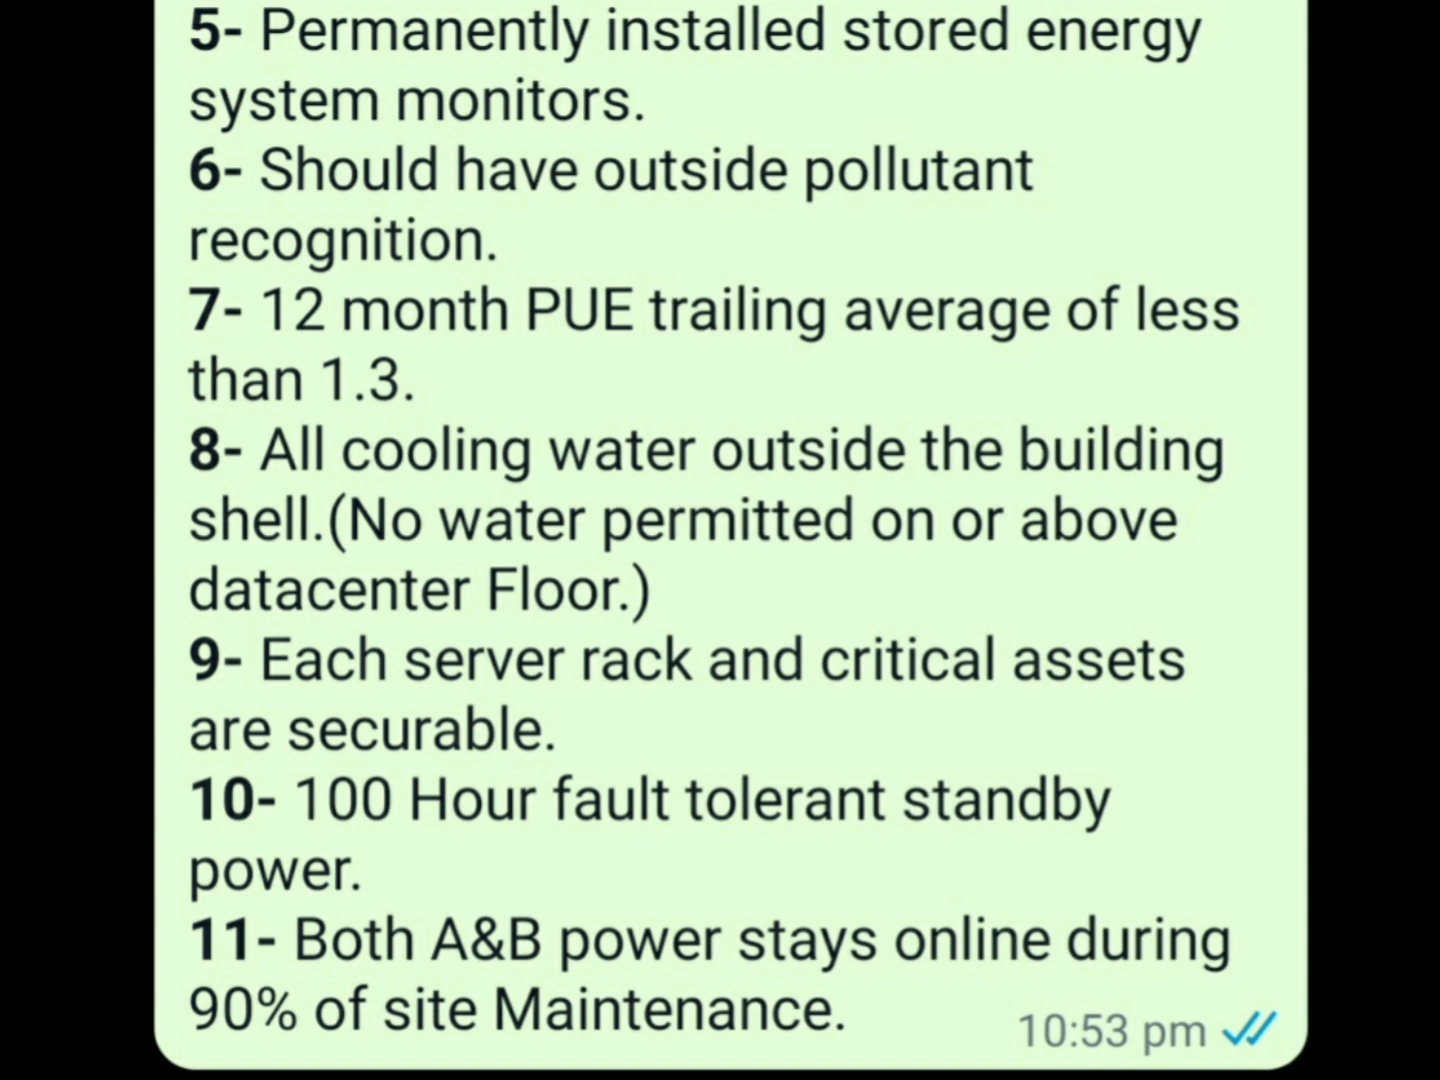 5- Permanently installed stored energy
system monitors.
6- Should have outside pollutant
recognition.
7- 12 month PUE trailing average of less
than 1.3.
8- All cooling water outside the building
shell.(No water permitted on or above
datacenter Floor.)
9- Each server rack and critical assets
are securable.
10- 100 Hour fault tolerant standby
power.
11- Both A&B power stays online during
90% of site Maintenance.
10:53 pm